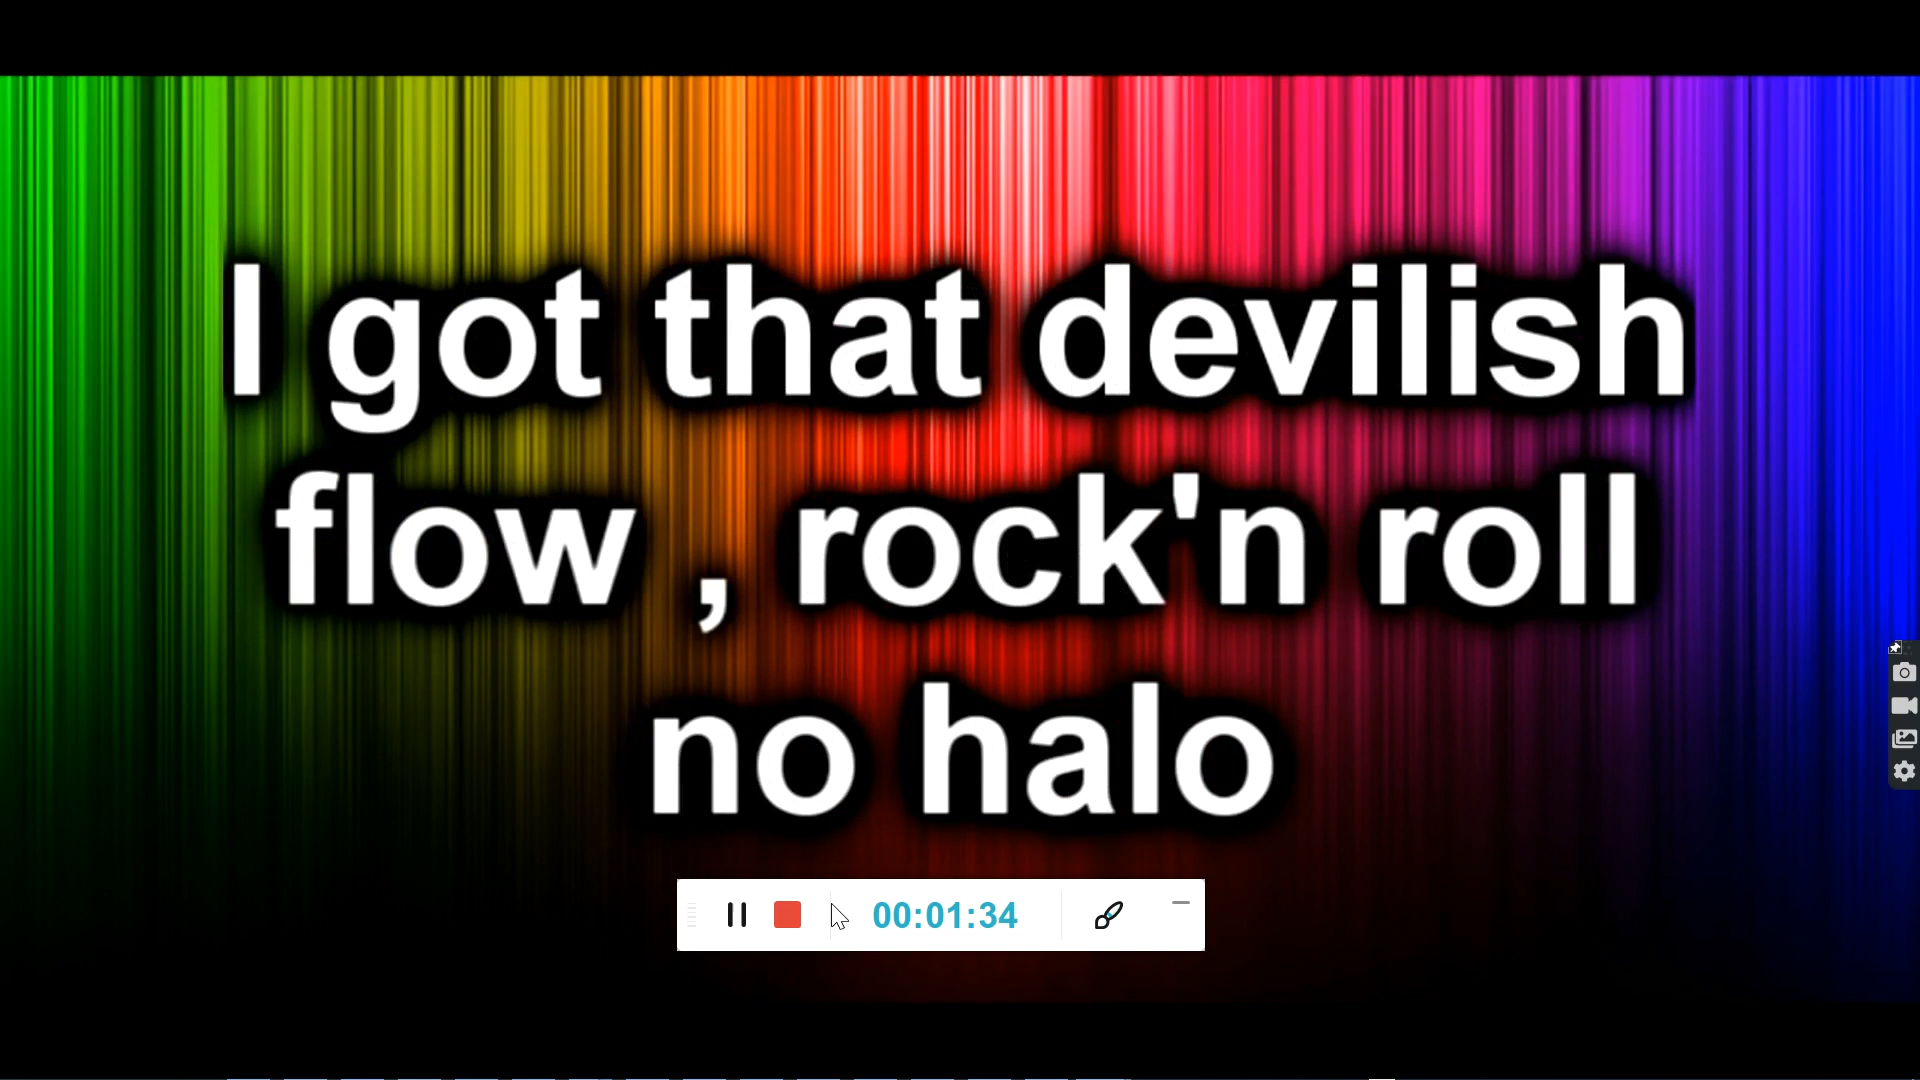 I got that devilish
flow , rock'n roll
no halo
00:01:34